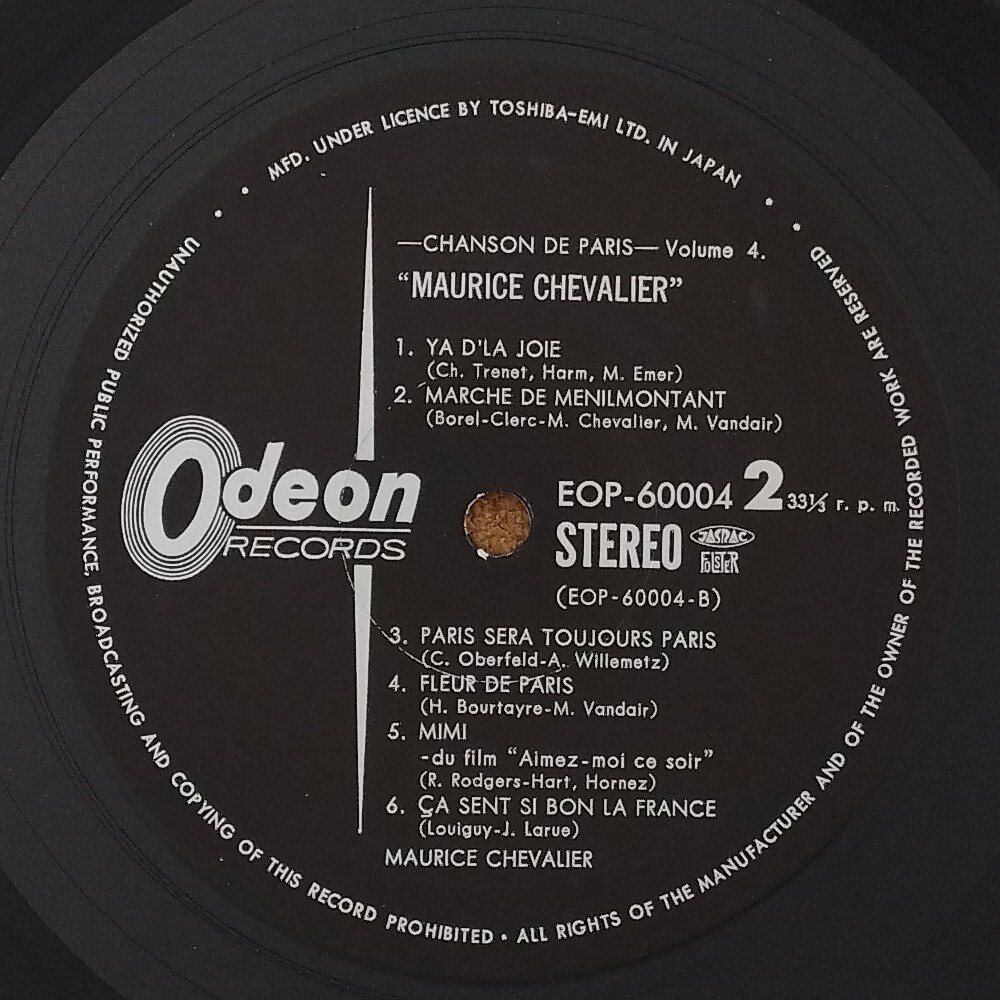 MFD. UNDER LICENCE BY TOSHIBA-EMI LTD. IN JAPAN
—CHANSON DE PARIS— Volume 4.
“MAURICE CHEVALIER”
1. YA D'LA JOIE
(Ch. Trenet, Harm, M. Emer)
2. MARCHE DE MENILMONTANT
(Borel-Clerc-M. Chevalier, M. Vandair)
Odeon
RECORDS
EOP-60004 2 33⅓ r. p. m.
STEREO JASRAC
FOLSTER
(EOP-60004-B)
3. PARIS SERA TOUJOURS PARIS
(C. Oberfeld-A. Willemetz)
4. FLEUR DE PARIS
(H. Bourtayre-M. Vandair)
5. MIMI
-du film “Aimez-moi ce soir”
(R. Rodgers-Hart, Hornez)
6. ÇA SENT SI BON LA FRANCE
(Louiguy-J. Larue)
MAURICE CHEVALIER
UNAUTHORIZED PUBLIC PERFORMANCE, BROADCASTING AND COPYING OF THIS RECORD PROHIBITED • ALL RIGHTS OF THE MANUFACTURER AND OF THE OWNER OF THE RECORDED WORK ARE RESERVED